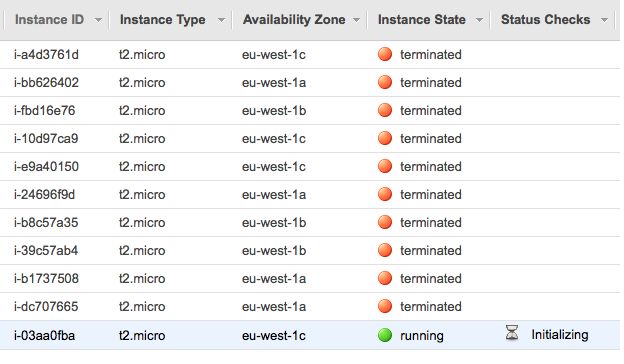 Instance ID Instance Type Availability Zone Instance State Status Checks
i-a4d3761d t2.micro eu-west-1c terminated
i-bb626402 t2.micro eu-west-1a terminated
i-fbd16e76 t2.micro eu-west-1b terminated
i-10d97ca9 t2.micro eu-west-1c terminated
i-e9a40150 t2.micro eu-west-1c terminated
i-24696f9d t2.micro eu-west-1a terminated
i-b8c57a35 t2.micro eu-west-1b terminated
i-39c57ab4 t2.micro eu-west-1b terminated
i-b1737508 t2.micro eu-west-1a terminated
i-dc707665 t2.micro eu-west-1a terminated
i-03aa0fba t2.micro eu-west-1c running Initializing